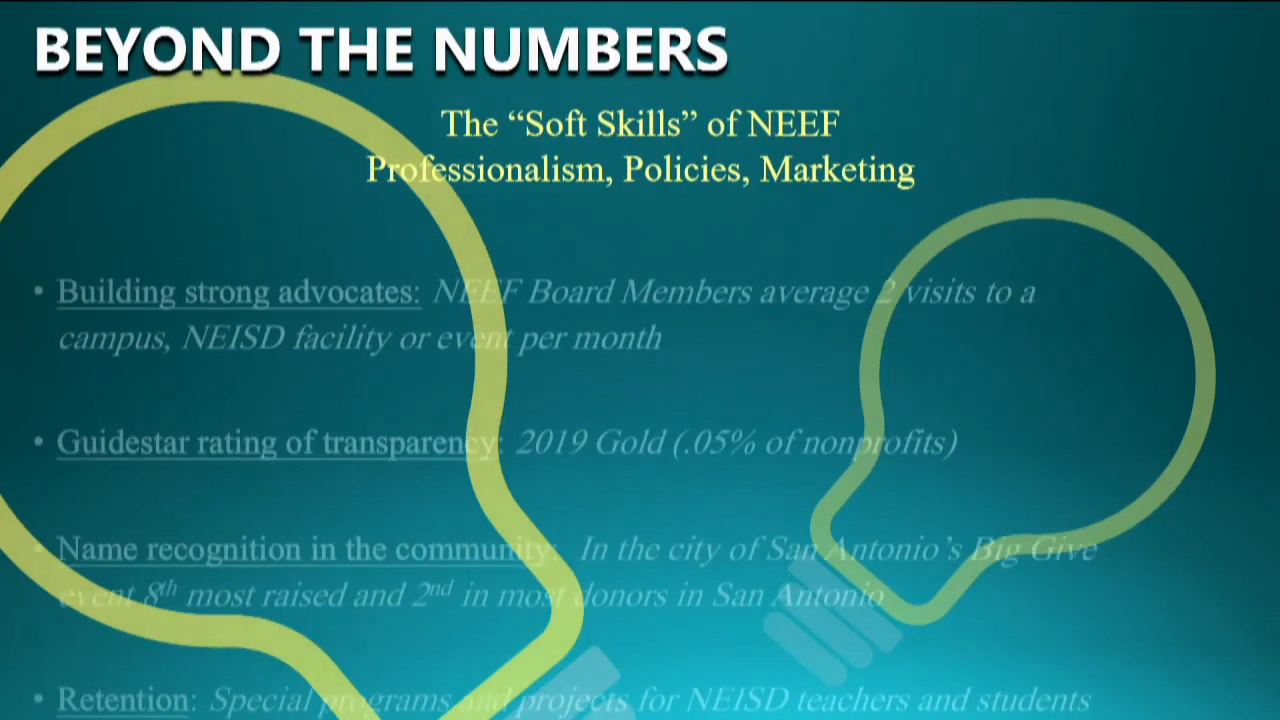 BEYOND THE NUMBERS
The “Soft Skills” of NEEF
Professionalism, Policies, Marketing
• Building strong advocates: NEEF Board Members average 2 visits to a
campus, NEISD facility or event per month
• Guidestar rating of transparency: 2019 Gold (.05% of nonprofits)
• Name recognition in the community: In the city of San Antonio’s Big Give
event 8th most raised and 2nd in most donors in San Antonio
• Retention: Special programs and projects for NEISD teachers and students